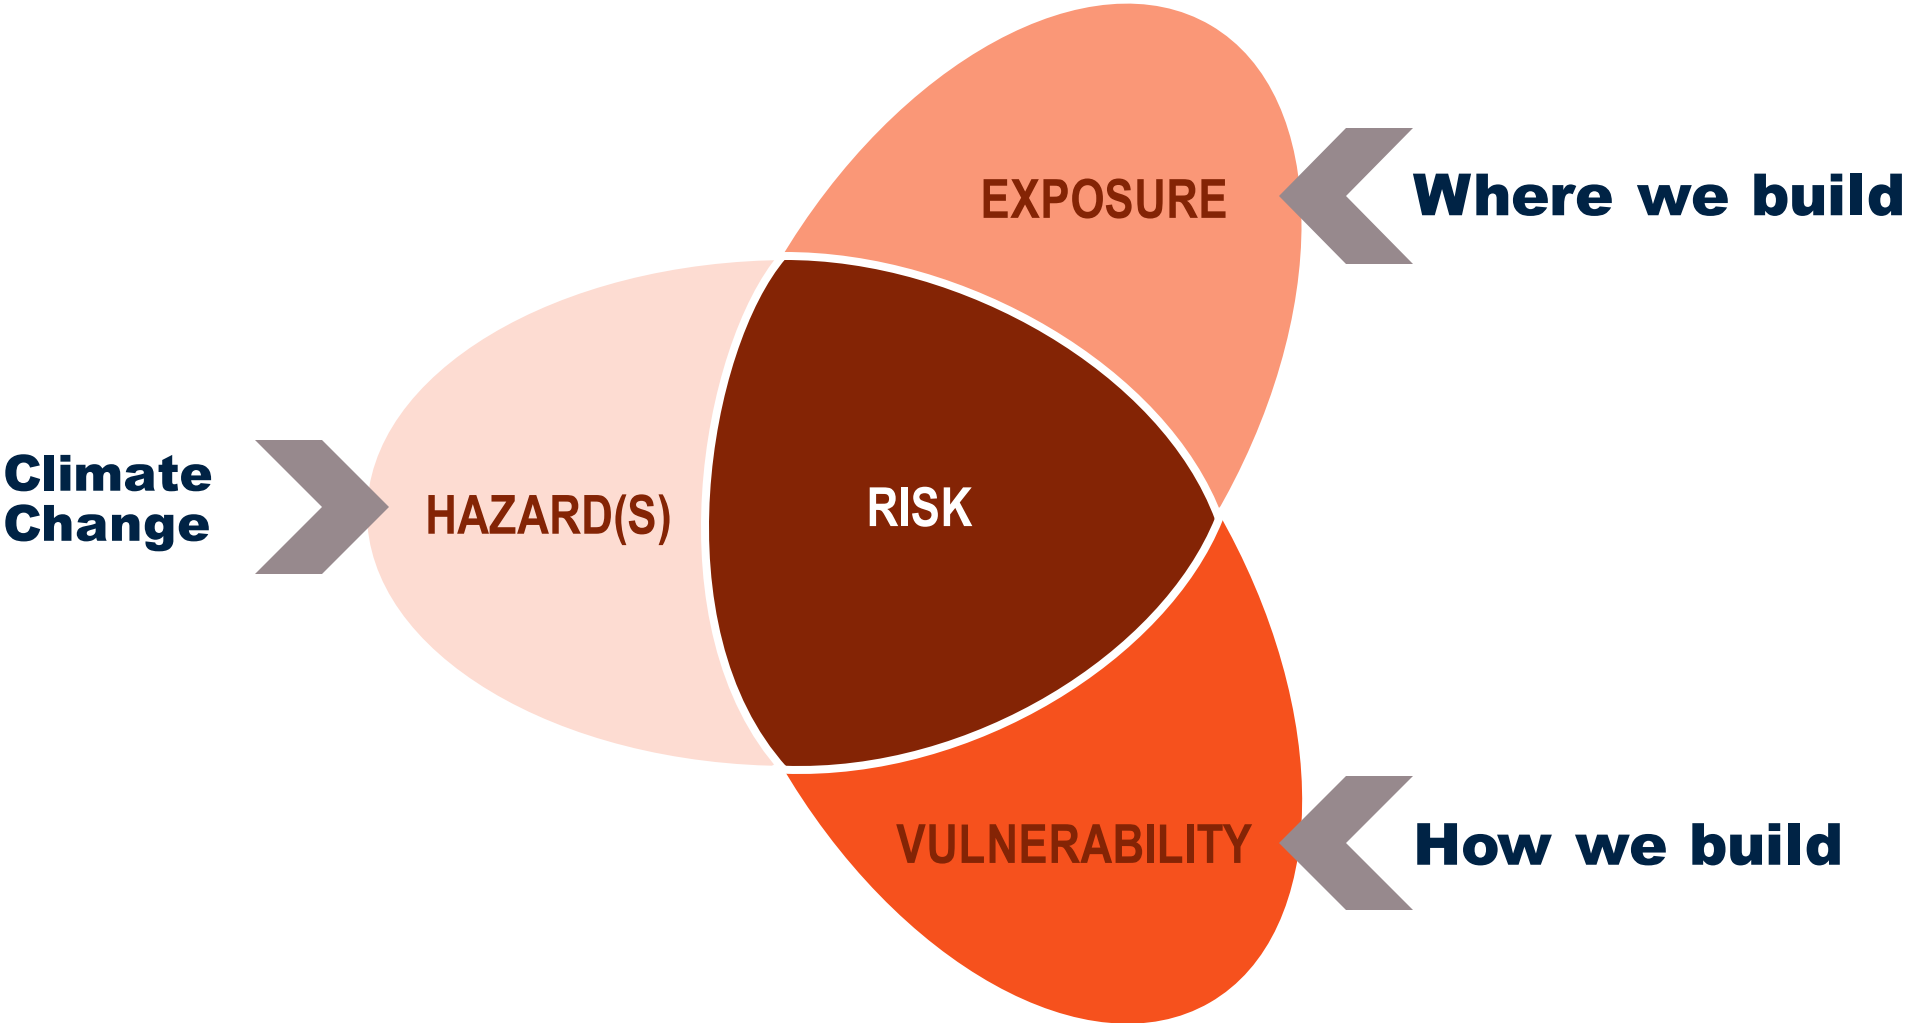 EXPOSURE
Where we build
Climate
Change
HAZARD(S)
RISK
VULNERABILITY
How we build